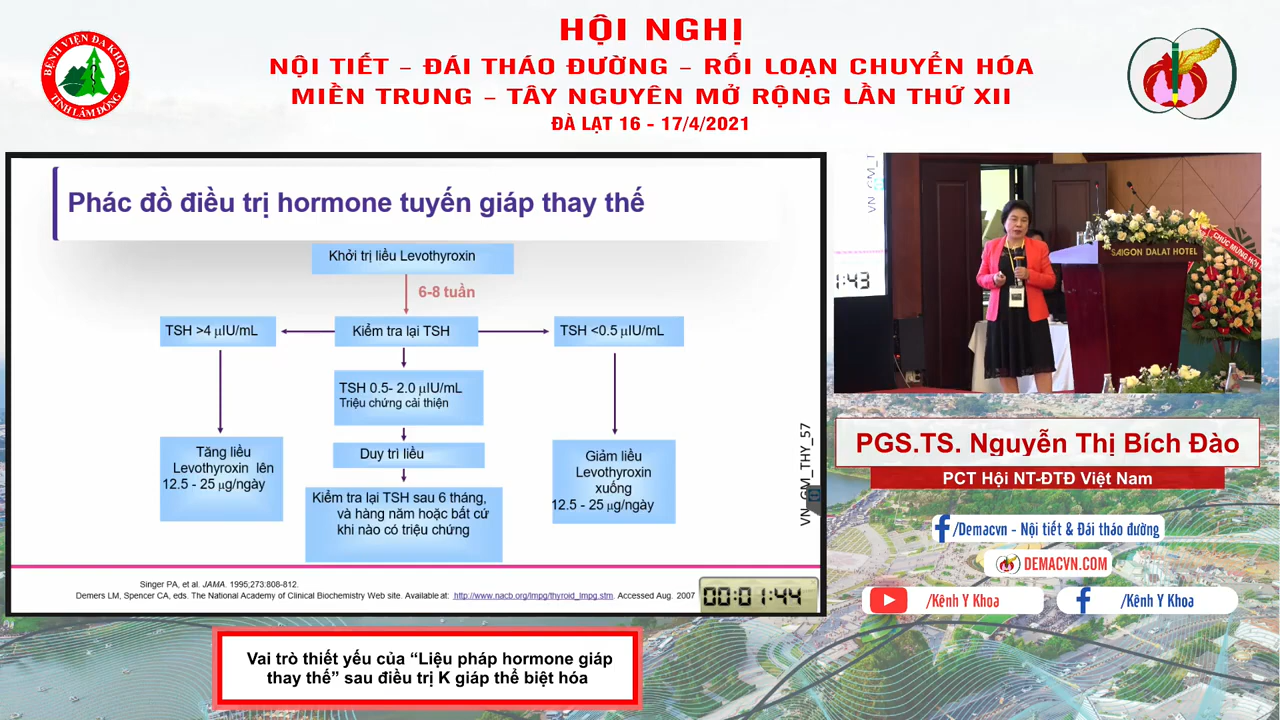 HỘI NGHỊ
NỘI TIẾT – ĐÁI THÁO ĐƯỜNG – RỐI LOẠN CHUYỂN HÓA
MIỀN TRUNG – TÂY NGUYÊN MỞ RỘNG LẦN THỨ XII
ĐÀ LẠT 16 - 17/4/2021
BỆNH VIỆN ĐA KHOA
TỈNH LÂM ĐỒNG
Phác đồ điều trị hormone tuyến giáp thay thế
Khởi trị liều Levothyroxin
6-8 tuần
TSH >4 µIU/mL
Kiểm tra lại TSH
TSH <0.5 µIU/mL
TSH 0.5- 2.0 µIU/mL
Triệu chứng cải thiện
Tăng liều
Levothyroxin lên
12.5 - 25 µg/ngày
Duy trì liều
Giảm liều
Levothyroxin
xuống
12.5 - 25 µg/ngày
Kiểm tra lại TSH sau 6 tháng,
và hàng năm hoặc bất cứ
khi nào có triệu chứng
VN_GM_THY_57
Singer PA, et al. JAMA. 1995;273:808-812.
Demers LM, Spencer CA, eds. The National Academy of Clinical Biochemistry Web site. Available at: http://www.nacb.org/lmpg/thyroid_lmpg.stm. Accessed Aug. 2007
00:01:44
VN_GM_T
1:43
SAIGON DALAT HOTEL
CHÚC MỪNG HỘI
PGS.TS. Nguyễn Thị Bích Đào
PCT Hội NT-ĐTĐ Việt Nam
/Demacvn - Nội tiết & Đái tháo đường
DEMACVN.COM
/Kênh Y Khoa
/Kênh Y Khoa
Vai trò thiết yếu của “Liệu pháp hormone giáp
thay thế” sau điều trị K giáp thể biệt hóa